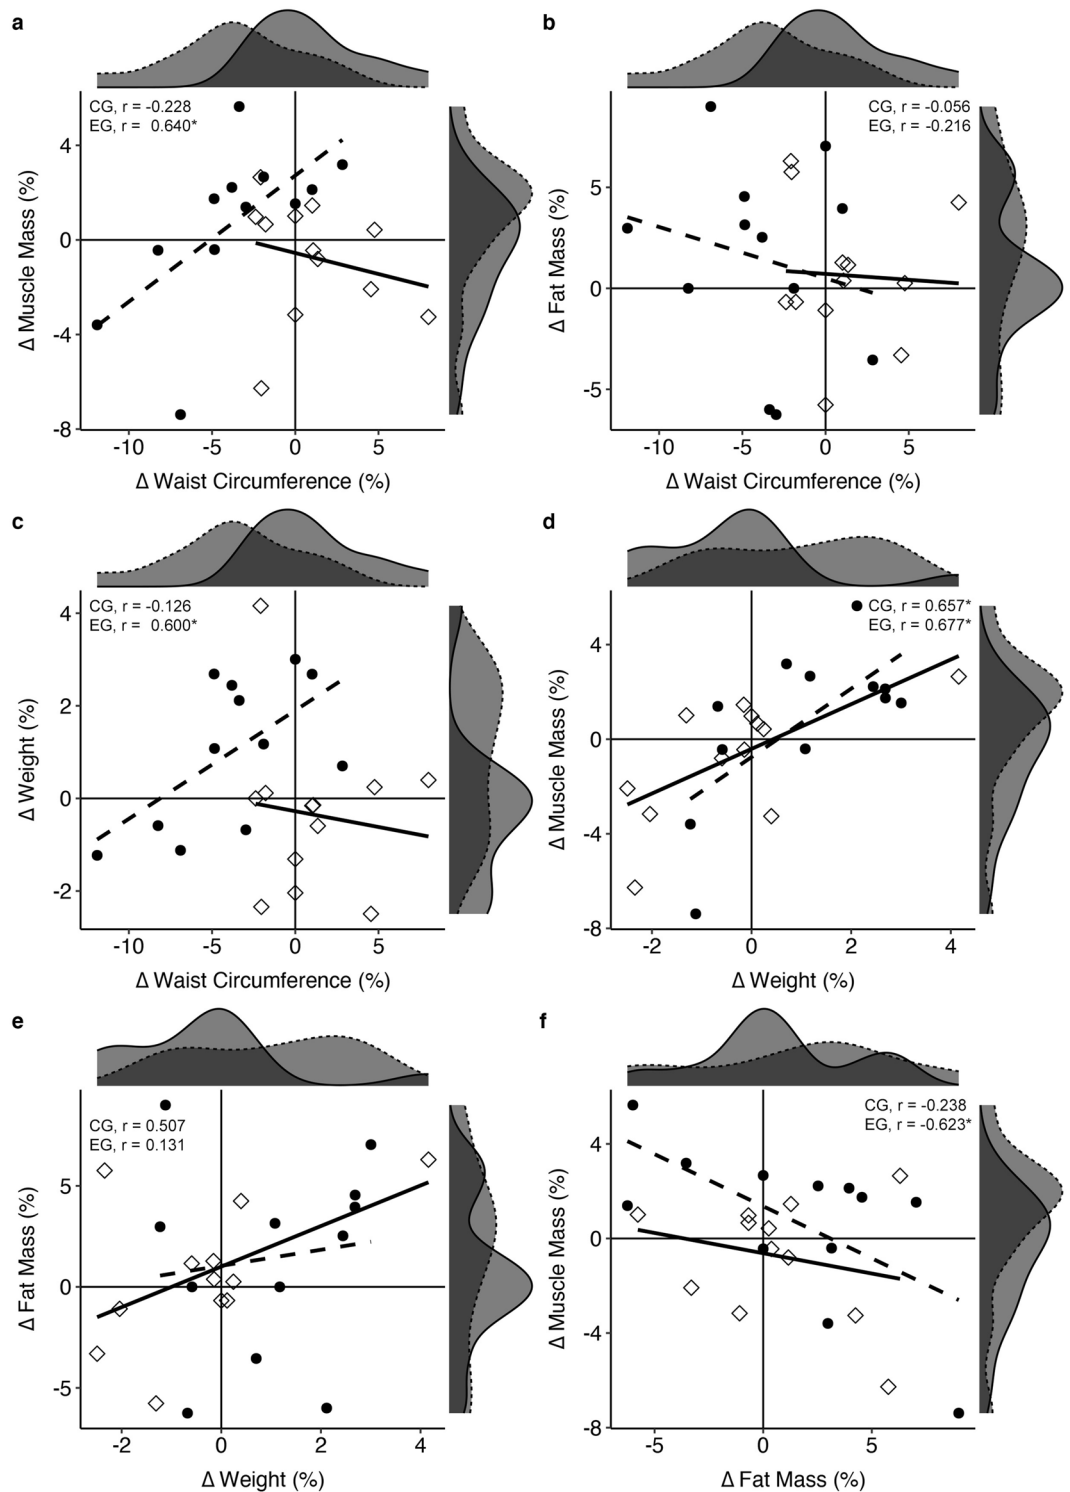 a
CG, r = -0.228
EG, r = 0.640*
4
0
-4
-8
-10 -5 0 5
Δ Muscle Mass (%)
Δ Waist Circumference (%)
b
CG, r = -0.056
EG, r = -0.216
5
0
-5
-10 -5 0 5
Δ Fat Mass (%)
Δ Waist Circumference (%)
c
CG, r = -0.126
EG, r = 0.600*
4
2
0
-2
-10 -5 0 5
Δ Weight (%)
Δ Waist Circumference (%)
d
CG, r = 0.657*
EG, r = 0.677*
4
0
-4
-8
-2 0 2 4
Δ Muscle Mass (%)
Δ Weight (%)
e
CG, r = 0.507
EG, r = 0.131
5
0
-5
-2 0 2 4
Δ Fat Mass (%)
Δ Weight (%)
f
CG, r = -0.238
EG, r = -0.623*
4
0
-4
-8
-5 0 5
Δ Muscle Mass (%)
Δ Fat Mass (%)